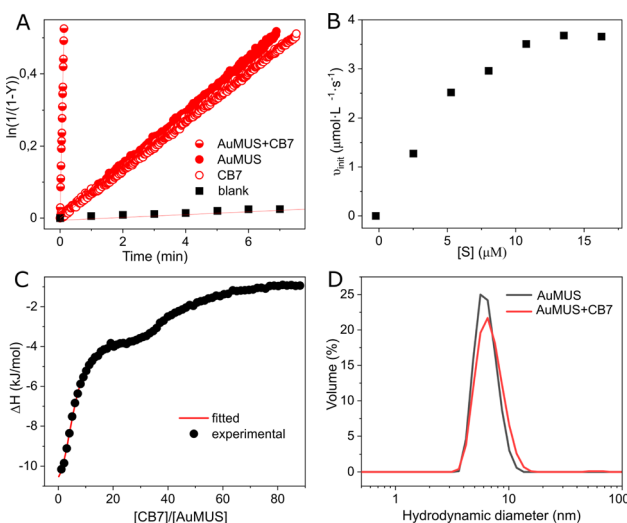 A
ln(1/(1-Y))
0,4
0,2
0
AuMUS+CB7
AuMUS
CB7
blank
0 2 4 6
Time (min)
B
υinit (μmol·L⁻¹·s⁻¹)
4
3
2
1
0
0 5 10 15
[S] (μM)
C
ΔH (kJ/mol)
-2
-4
-6
-8
-10
fitted
experimental
0 20 40 60 80
[CB7]/[AuMUS]
D
Volume (%)
25
20
15
10
5
0
AuMUS
AuMUS+CB7
1 10 100
Hydrodynamic diameter (nm)